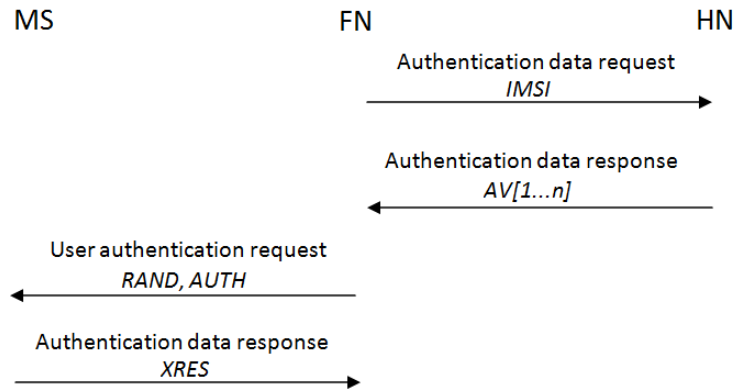 MS FN HN
Authentication data request
IMSI
Authentication data response
AV[1...n]
User authentication request
RAND, AUTH
Authentication data response
XRES